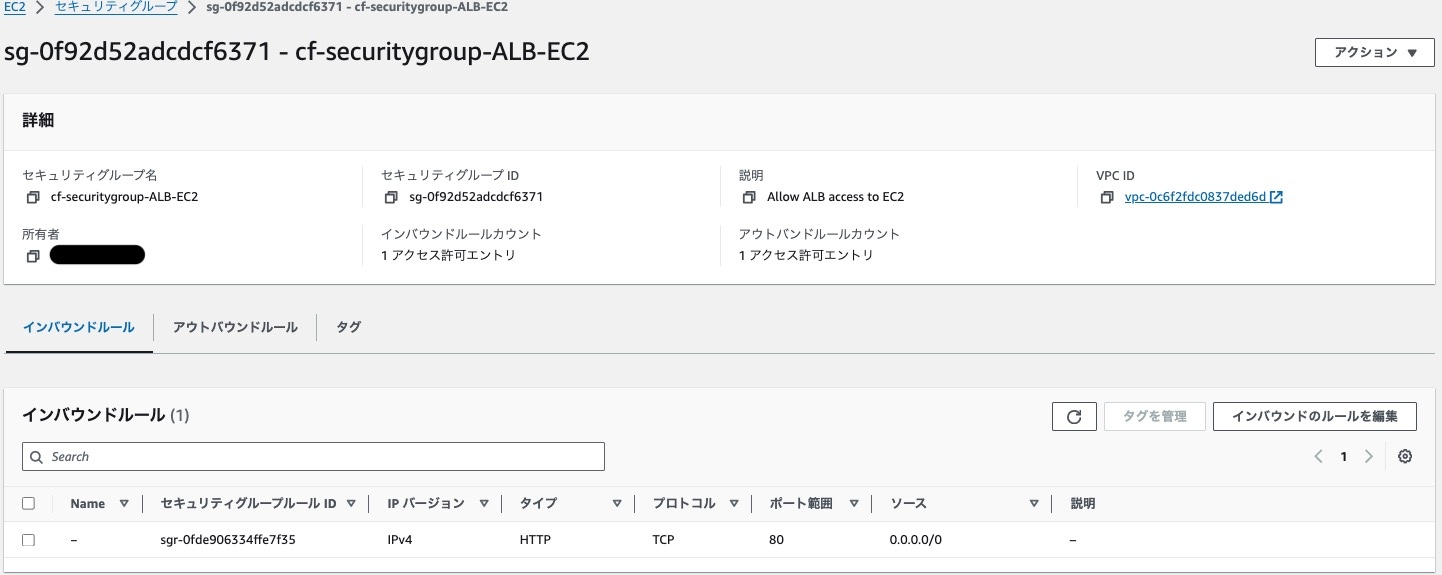 EC2 > セキュリティグループ > sg-0f92d52adcdcf6371 - cf-securitygroup-ALB-EC2
sg-0f92d52adcdcf6371 - cf-securitygroup-ALB-EC2
アクション ▼
詳細
セキュリティグループ名 セキュリティグループ ID 説明 VPC ID
cf-securitygroup-ALB-EC2 sg-0f92d52adcdcf6371 Allow ALB access to EC2 vpc-0c6f2fdc0837ded6d
所有者 インバウンドルールカウント アウトバンドルールカウント
1 アクセス許可エントリ 1 アクセス許可エントリ
インバウンドルール アウトバウンドルール タグ
インバウンドルール (1) タグを管理 インバウンドのルールを編集
Search 1
Name セキュリティグループルール ID IP バージョン タイプ プロトコル ポート範囲 ソース 説明
– sgr-0fde906334ffe7f35 IPv4 HTTP TCP 80 0.0.0.0/0 –